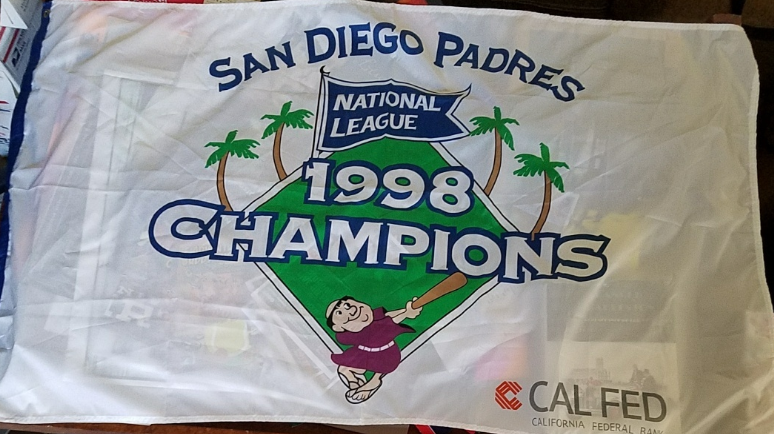 SAN DIEGO PADRES
NATIONAL
LEAGUE
1998
CHAMPIONS
CAL FED
CALIFORNIA FEDERAL BANK